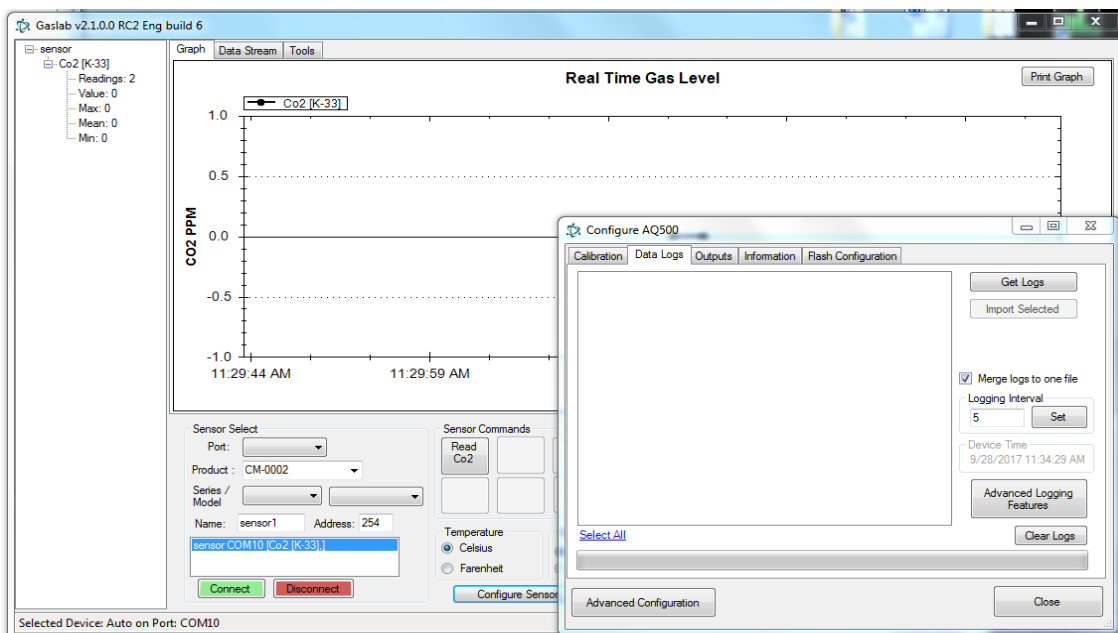 Gaslab v2.1.0.0 RC2 Eng build 6
sensor
Co2 [K-33]
Readings: 2
Value: 0
Max: 0
Mean: 0
Min: 0
Graph
Data Stream
Tools
Real Time Gas Level
Print Graph
Co2 [K-33]
CO2 PPM
1.0
0.5
0.0
-0.5
-1.0
11:29:44 AM
11:29:59 AM
Sensor Select
Port:
Product : CM-0002
Series /
Model
Name: sensor1 Address: 254
sensor COM10 [Co2 [K-33],]
Connect
Disconnect
Sensor Commands
Read
Co2
Temperature
Celsius
Farenheit
Configure Sensor
Selected Device: Auto on Port: COM10
Configure AQ500
Calibration
Data Logs
Outputs
Information
Flash Configuration
Get Logs
Import Selected
Merge logs to one file
Logging Interval
5 Set
Device Time
9/28/2017 11:34:29 AM
Advanced Logging
Features
Select All
Clear Logs
Advanced Configuration
Close